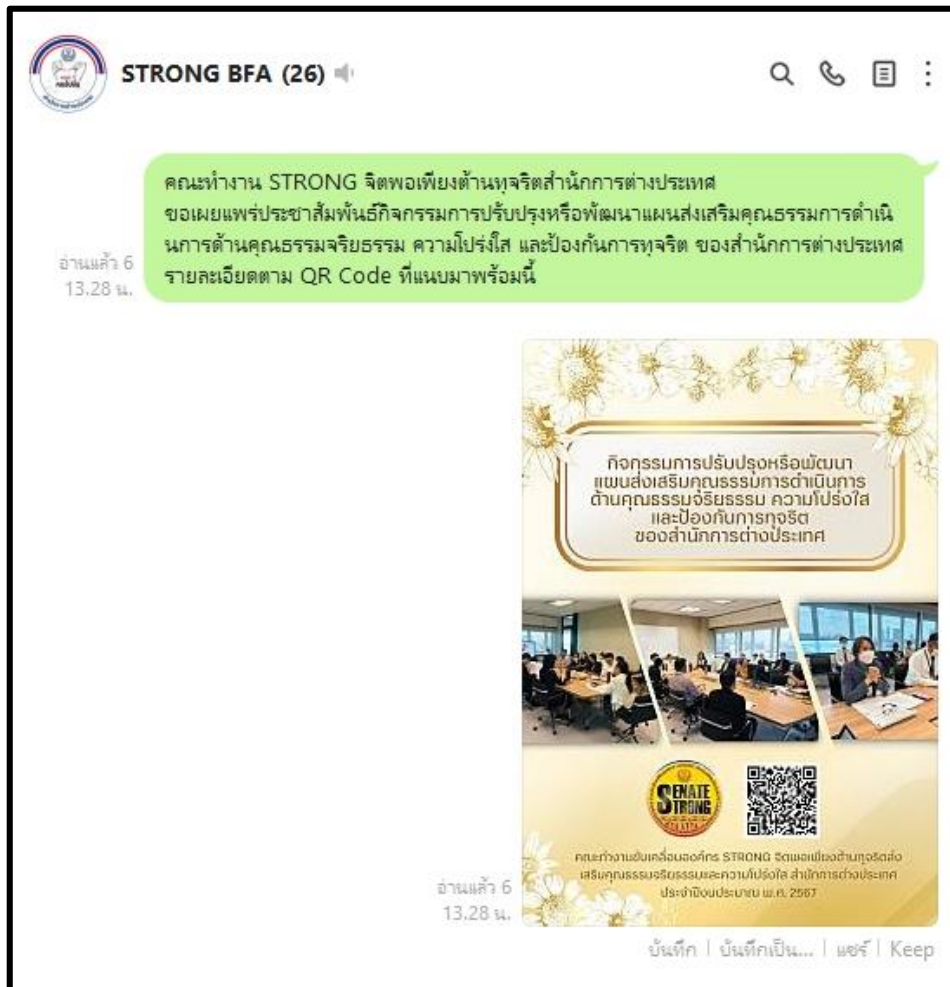 STRONG BFA (26)
คณะทำงาน STRONG จิตพอเพียงต้านทุจริตสำนักการต่างประเทศ
ขอเผยแพร่ประชาสัมพันธ์กิจกรรมการปรับปรุงหรือพัฒนาแผนส่งเสริมคุณธรรมการดำเนิ
นการด้านคุณธรรมจริยธรรม ความโปร่งใส และป้องกันการทุจริต ของสำนักการต่างประเทศ
รายละเอียดตาม QR Code ที่แนบมาพร้อมนี้
อ่านแล้ว 6
13.28 น.
กิจกรรมการปรับปรุงหรือพัฒนา
แผนส่งเสริมคุณธรรมการดำเนินการ
ด้านคุณธรรมจริยธรรม ความโปร่งใส
และป้องกันการทุจริต
ของสำนักการต่างประเทศ
SENATE
STRONG
คณะทำงานขับเคลื่อนองค์กร STRONG จิตพอเพียงต้านทุจริตส่ง
เสริมคุณธรรมจริยธรรมและความโปร่งใส สำนักการต่างประเทศ
ประจำปีงบประมาณ พ.ศ. 2567
อ่านแล้ว 6
13.28 น.
บันทึก | บันทึกเป็น... | แชร์ | Keep